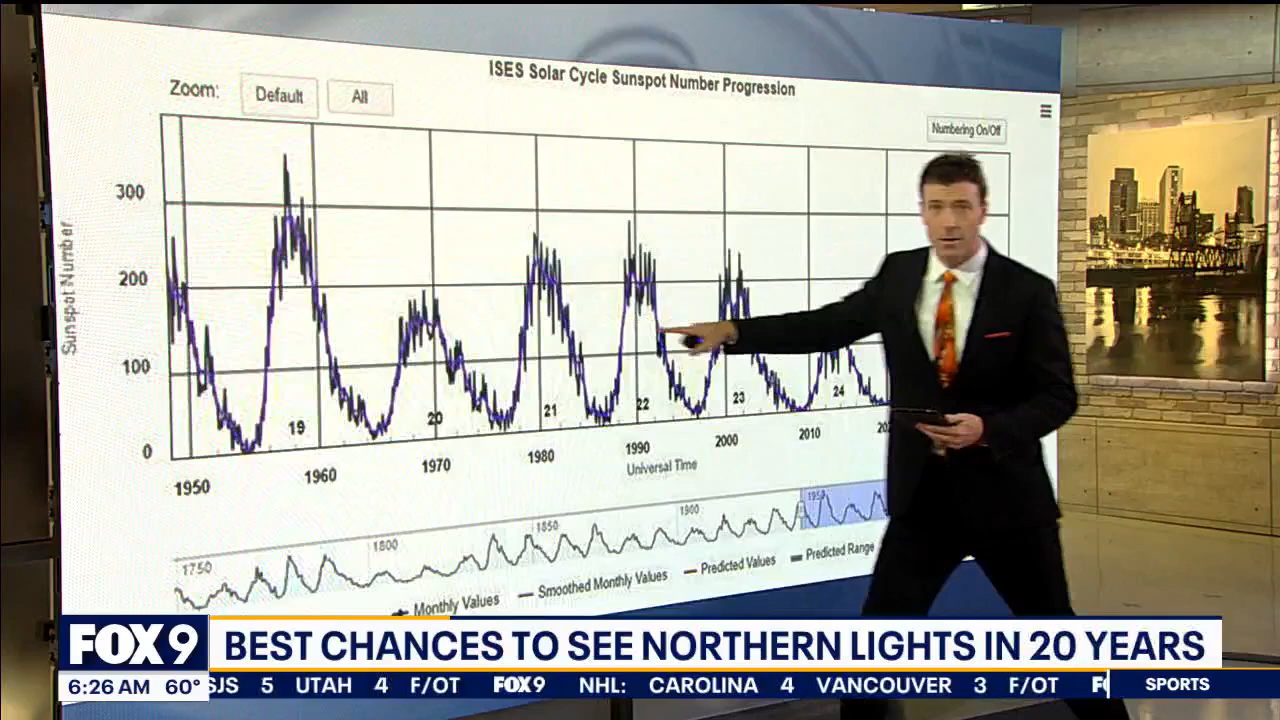 ISES Solar Cycle Sunspot Number Progression
Zoom: Default All
Numbering On/Off
Sunspot Number
300
200
100
0
19 20 21 22 23 24
1950 1960 1970 1980 1990 2000 2010
Universal Time
1750 1800 1850 1900 1950
Monthly Values Smoothed Monthly Values Predicted Values Predicted Range
FOX 9 BEST CHANCES TO SEE NORTHERN LIGHTS IN 20 YEARS
6:26 AM 60° SJS 5 UTAH 4 F/OT FOX9 NHL: CAROLINA 4 VANCOUVER 3 F/OT SPORTS